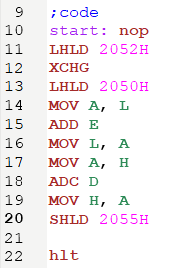 9 ;code
10 start: nop
11 LHLD 2052H
12 XCHG
13 LHLD 2050H
14 MOV A, L
15 ADD E
16 MOV L, A
17 MOV A, H
18 ADC D
19 MOV H, A
20 SHLD 2055H
21
22 hlt